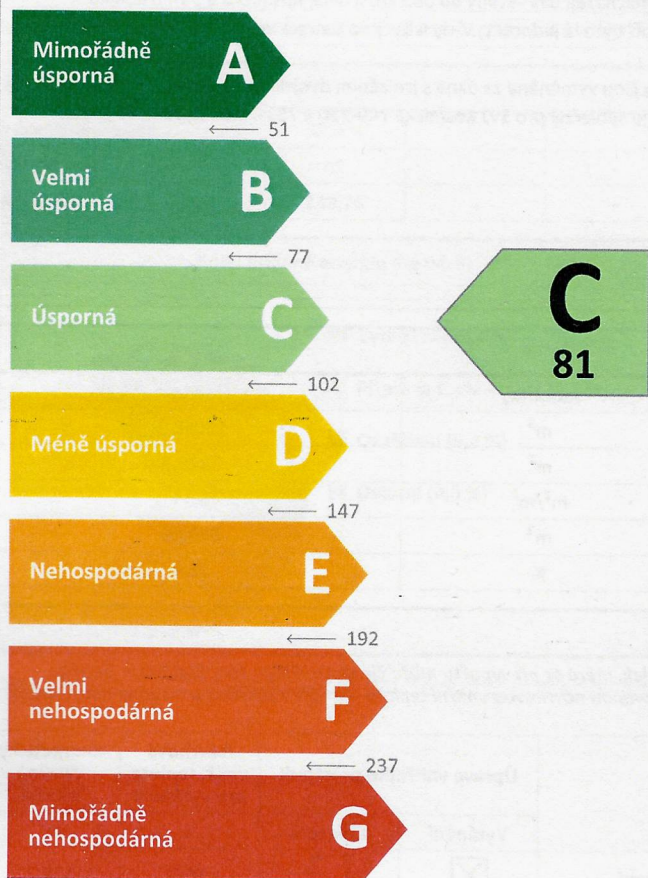 Mimořádně
úsporná
A
51
Velmi
úsporná
B
77
Úsporná
C
C
81
102
Méně úsporná
D
147
Nehospodárná
E
192
Velmi
nehospodárná
F
237
Mimořádně
nehospodárná
G